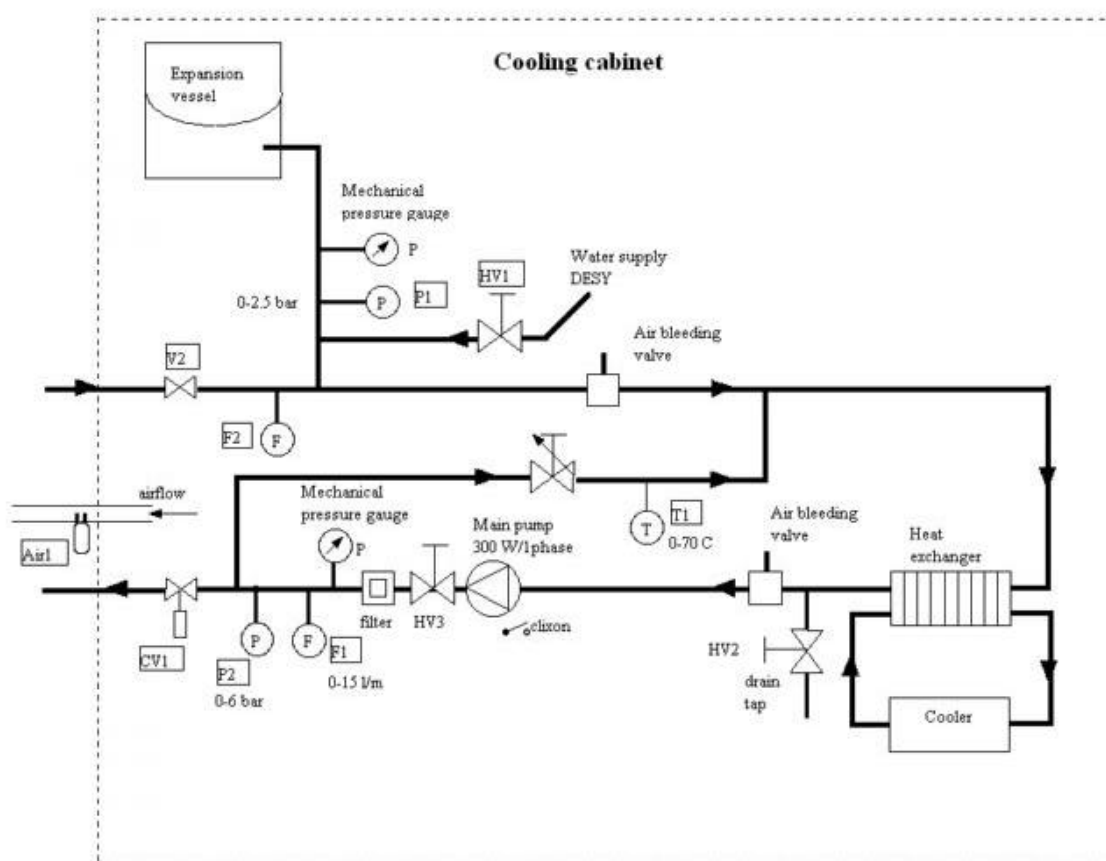 Cooling cabinet
Expansion
vessel
Mechanical
pressure gauge
P
Water supply
DESY
HV1
P
P1
0-2.5 bar
Air bleeding
valve
V2
F2
F
airflow
Mechanical
pressure gauge
P
Main pump
300 W/1phase
T
T1
0-70 C
Air bleeding
valve
Heat
exchanger
Air1
filter
HV3
clixon
CV1
P
P2
0-6 bar
F
F1
0-15 l/m
HV2
drain
tap
Cooler